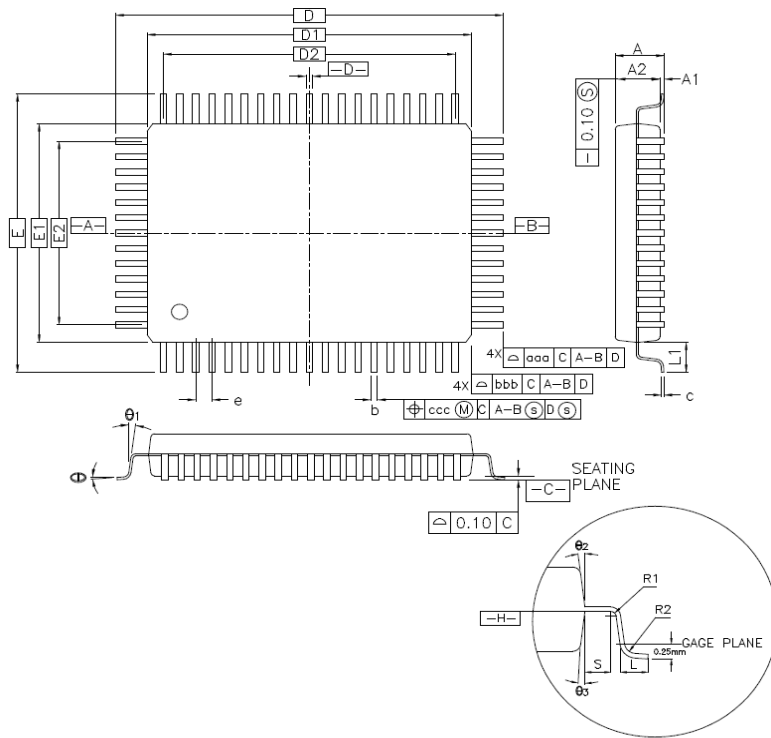 D
D1
D2
-D-
A
A2
A1
- 0.10 Ⓢ
E
E1
E2
-A-
-B-
4X ⌓ aaa C A-B D
4X ⌓ bbb C A-B D
⌖ ccc Ⓜ C A-B Ⓢ D Ⓢ
e
b
L1
c
θ1
θ
SEATING
PLANE
-C-
⌓ 0.10 C
θ2
R1
R2
-H-
GAGE PLANE
0.25mm
S
L
θ3